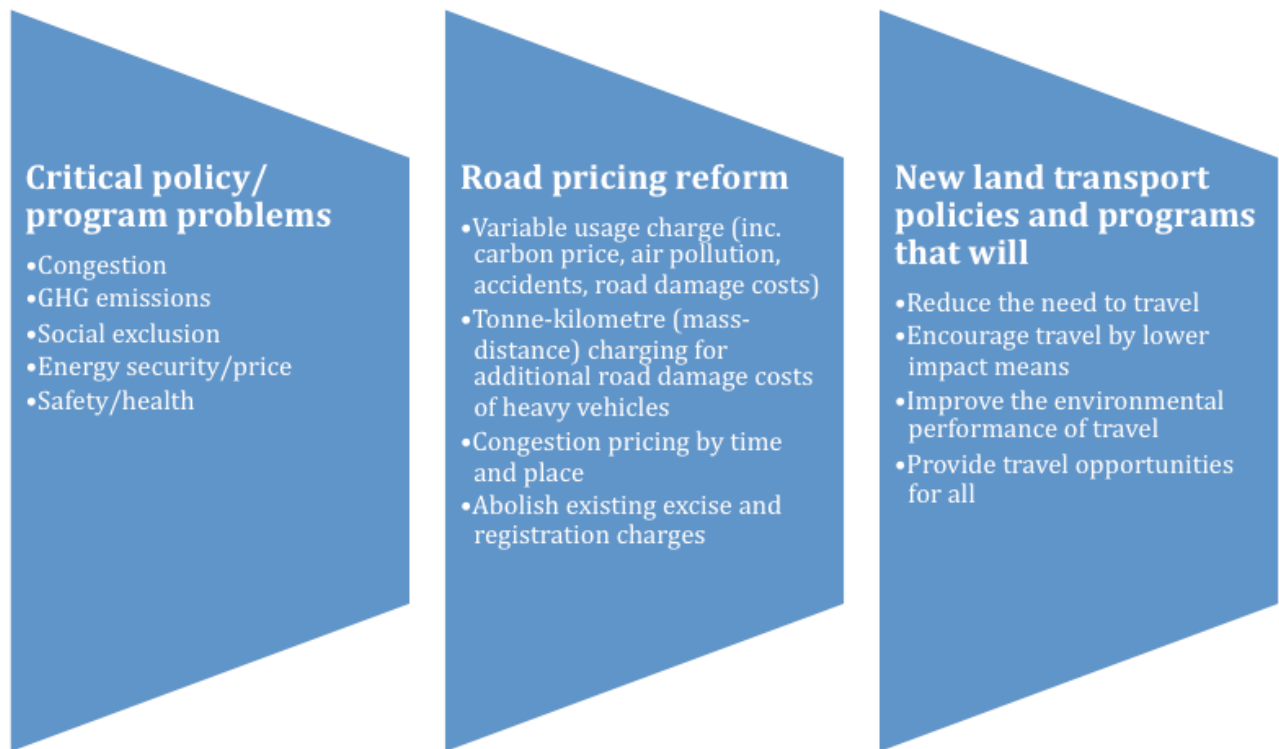 Critical policy/
program problems
•Congestion
•GHG emissions
•Social exclusion
•Energy security/price
•Safety/health
Road pricing reform
•Variable usage charge (inc.
carbon price, air pollution,
accidents, road damage costs)
•Tonne-kilometre (mass-
distance) charging for
additional road damage costs
of heavy vehicles
•Congestion pricing by time
and place
•Abolish existing excise and
registration charges
New land transport
policies and programs
that will
•Reduce the need to travel
•Encourage travel by lower
impact means
•Improve the environmental
performance of travel
•Provide travel opportunities
for all